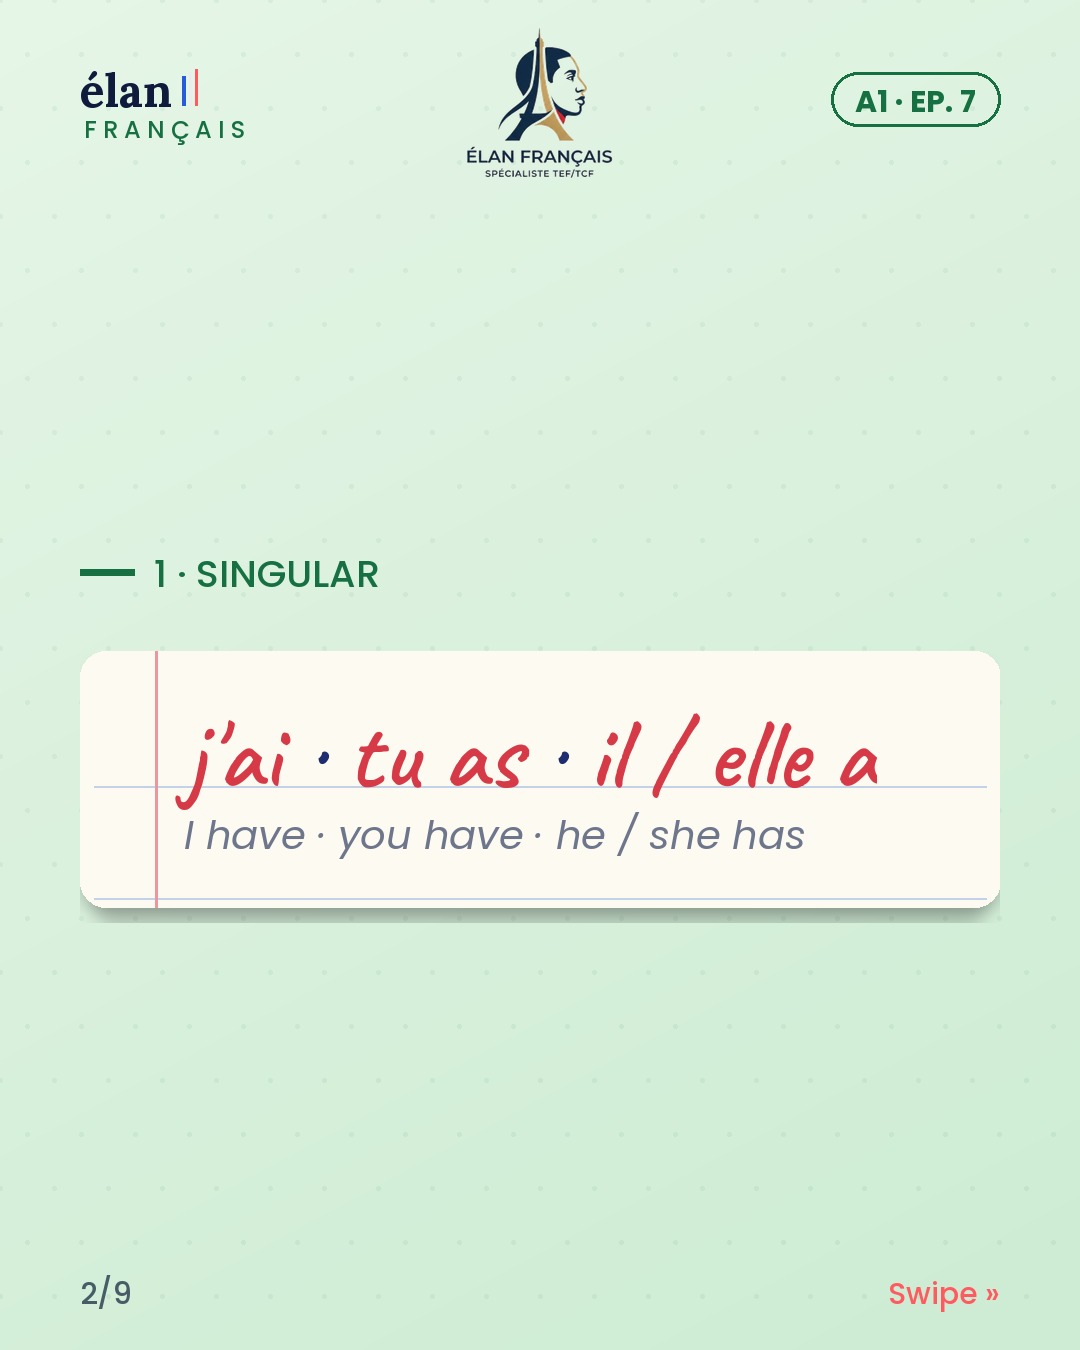 élan
FRANÇAIS
ÉLAN FRANÇAIS
SPÉCIALISTE TEF/TCF
A1 · EP. 7
1 · SINGULAR
j'ai · tu as · il / elle a
I have · you have · he / she has
2/9
Swipe »